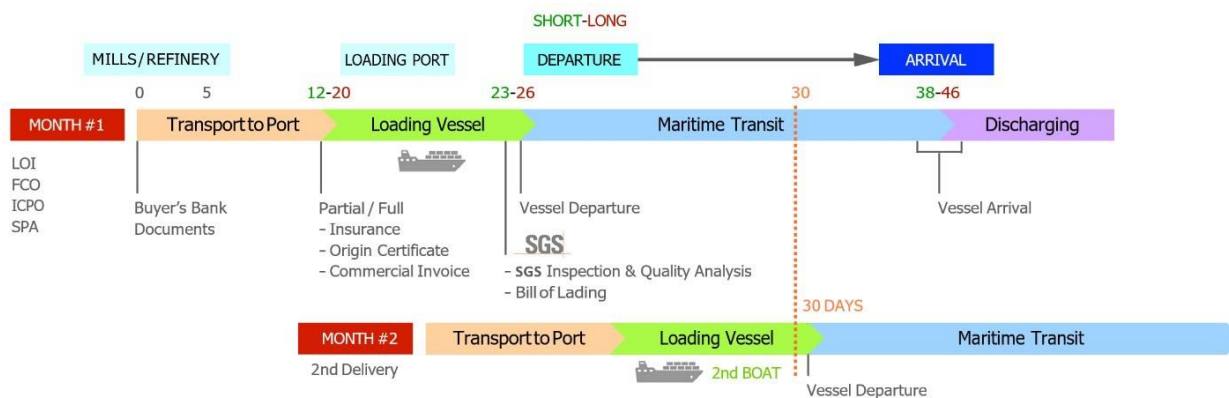 SHORT-LONG
MILLS/REFINERY
LOADING PORT
DEPARTURE
ARRIVAL
0
5
12-20
23-26
30
38-46
MONTH #1
Transport to Port
Loading Vessel
Maritime Transit
Discharging
LOI
FCO
ICPO
SPA
Buyer's Bank
Documents
Partial / Full
- Insurance
- Origin Certificate
- Commercial Invoice
Vessel Departure
SGS
- SGS Inspection & Quality Analysis
- Bill of Lading
Vessel Arrival
30 DAYS
MONTH #2
Transport to Port
Loading Vessel
Maritime Transit
2nd Delivery
2nd BOAT
Vessel Departure